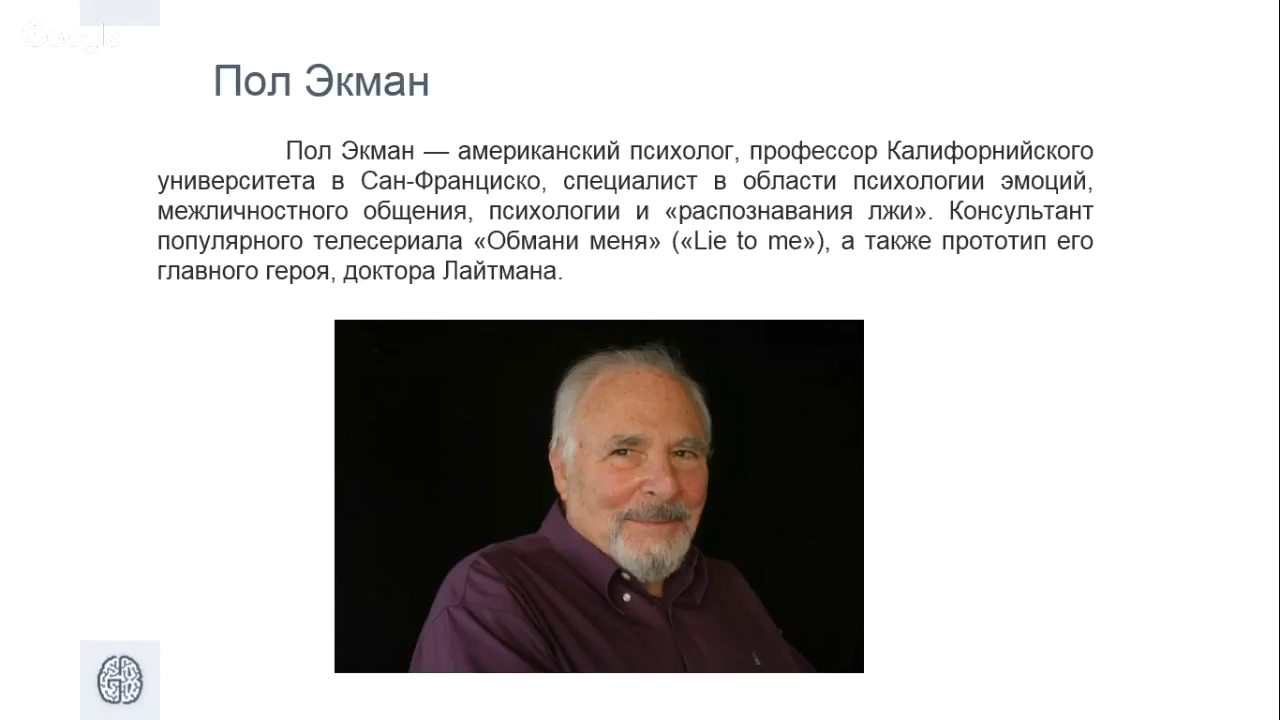 Google
Пол Экман
Пол Экман — американский психолог, профессор Калифорнийского
университета в Сан-Франциско, специалист в области психологии эмоций,
межличностного общения, психологии и «распознавания лжи». Консультант
популярного телесериала «Обмани меня» («Lie to me»), а также прототип его
главного героя, доктора Лайтмана.